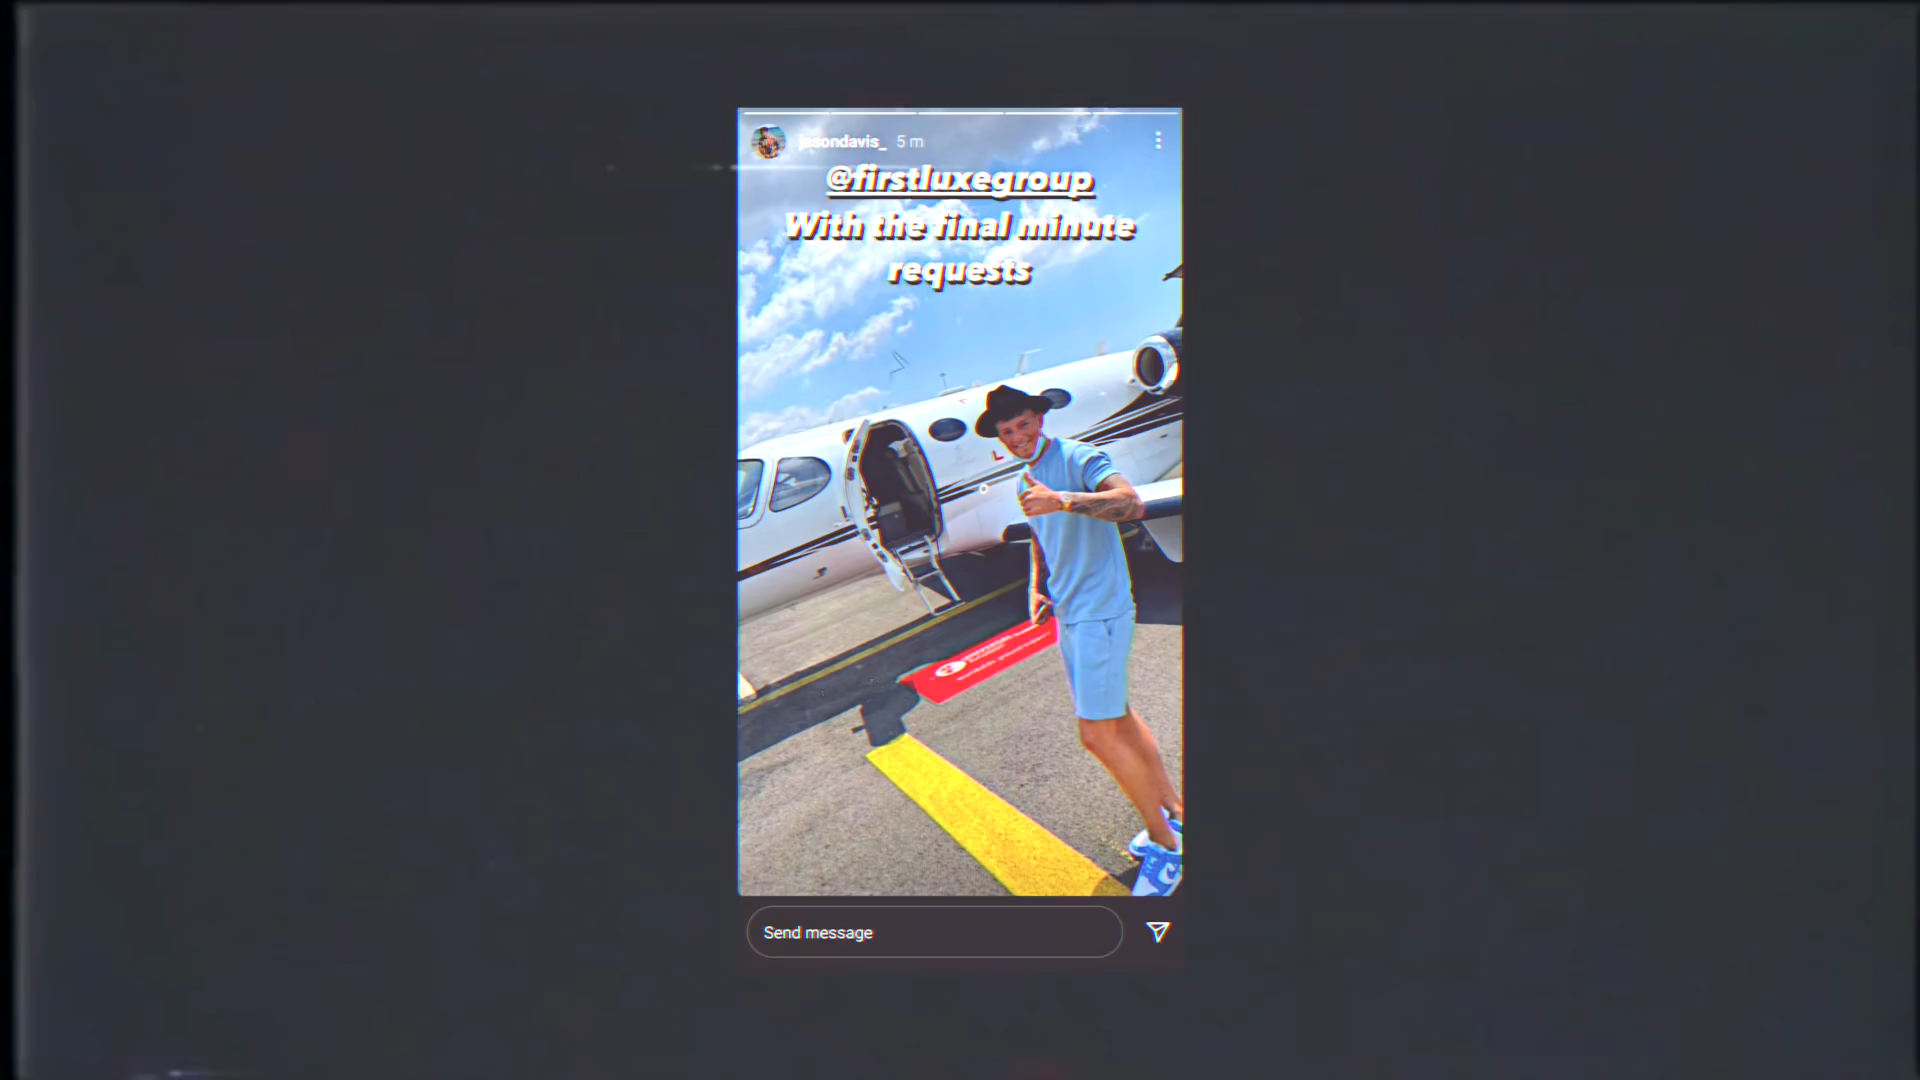 jasondavis_ 5 m
@firstluxegroup
With the final minute
requests
Send message